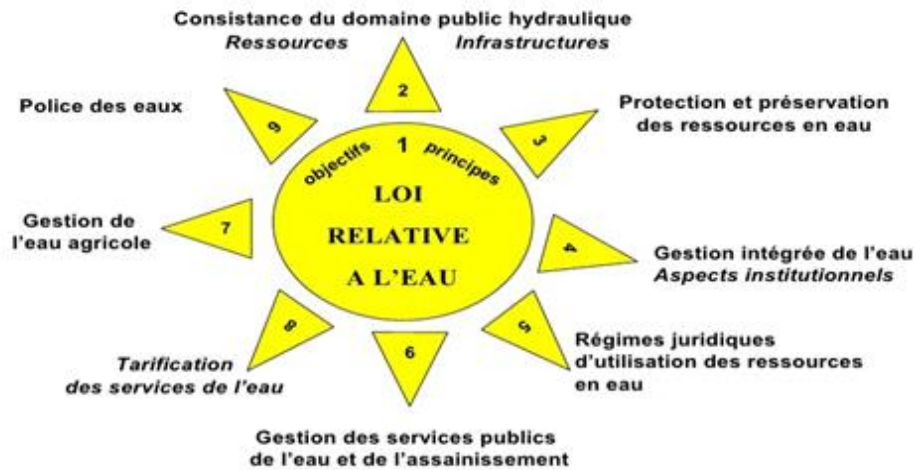 Consistance du domaine public hydraulique
Ressources Infrastructures
2
Police des eaux
9
Protection et préservation
des ressources en eau
3
objectifs 1 principes
LOI
RELATIVE
A L'EAU
Gestion de
l'eau agricole
7
4
Gestion intégrée de l'eau
Aspects institutionnels
8
Tarification
des services de l'eau
5
Régimes juridiques
d'utilisation des ressources
en eau
6
Gestion des services publics
de l'eau et de l'assainissement